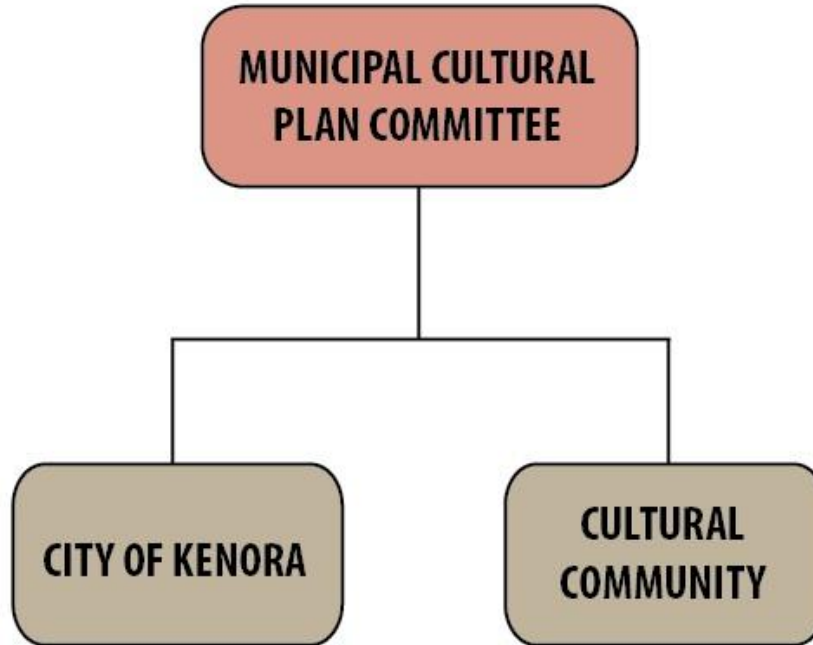 MUNICIPAL CULTURAL
PLAN COMMITTEE
CITY OF KENORA
CULTURAL
COMMUNITY